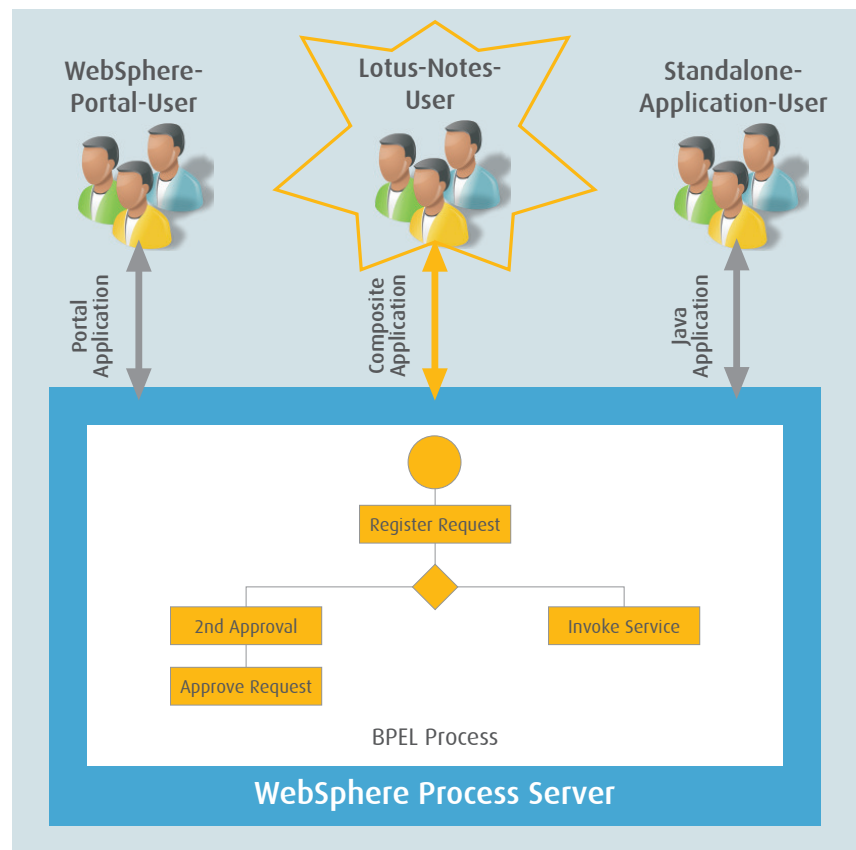 WebSphere-
Portal-User
Lotus-Notes-
User
Standalone-
Application-User
Portal
Application
Composite
Application
Java
Application
Register Request
2nd Approval
Invoke Service
Approve Request
BPEL Process
WebSphere Process Server